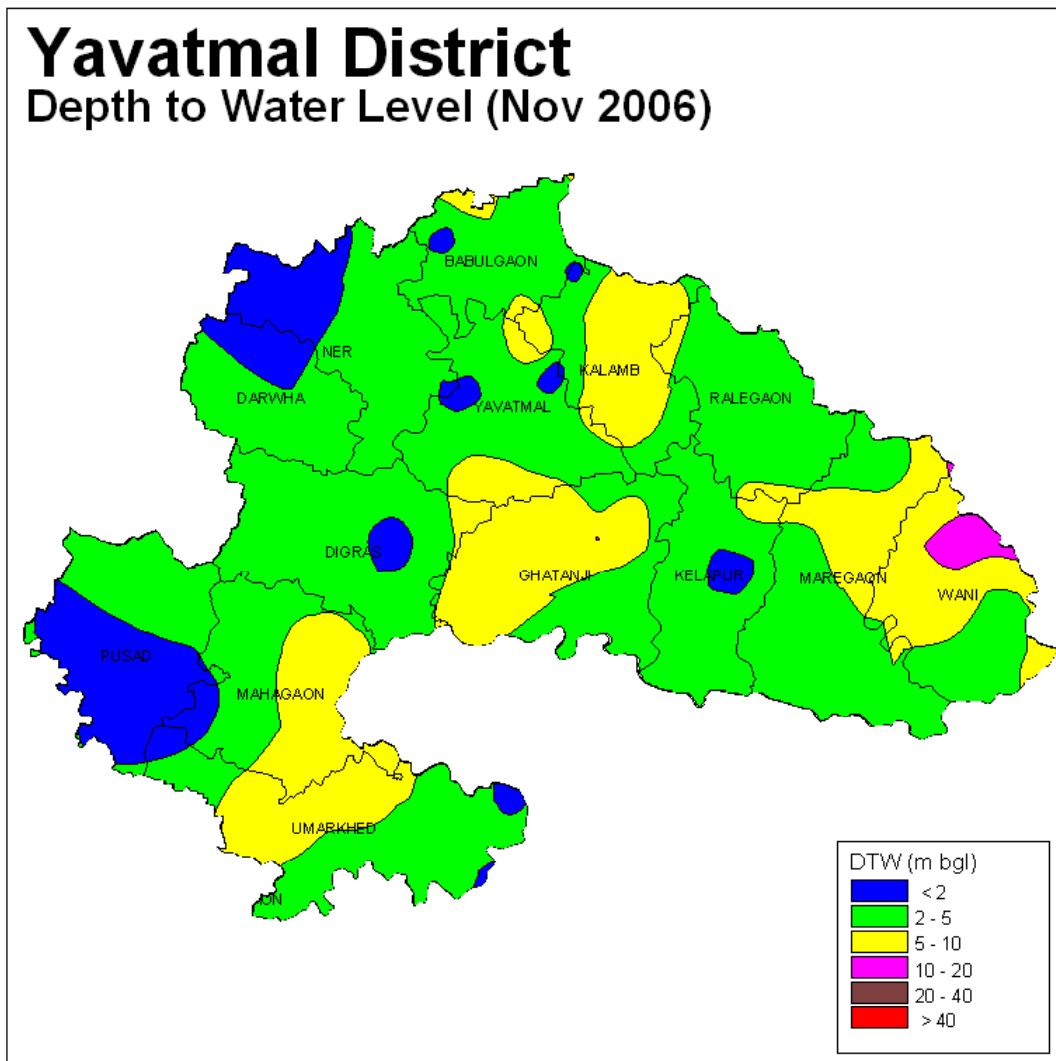 Yavatmal District
Depth to Water Level (Nov 2006)
BABULGAON
NER
KALAMB
DARWHA
YAVATMAL
RALEGAON
DIGRAS
GHATANJI
KELAPUR
MAREGAON
WANI
PUSAD
MAHAGAON
UMARKHED
DTW (m bgl)
< 2
2 - 5
5 - 10
10 - 20
20 - 40
> 40